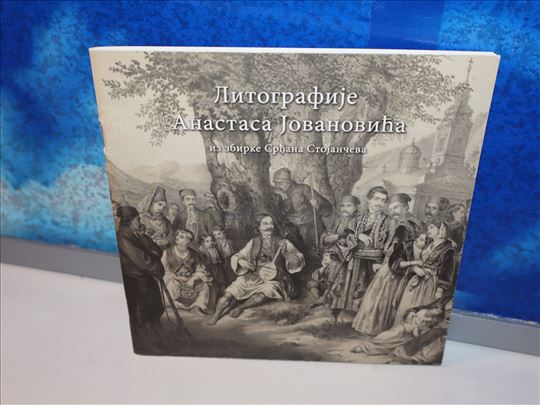 Литографије
Анастаса Јовановића
из збирке Срђана Стојанчева